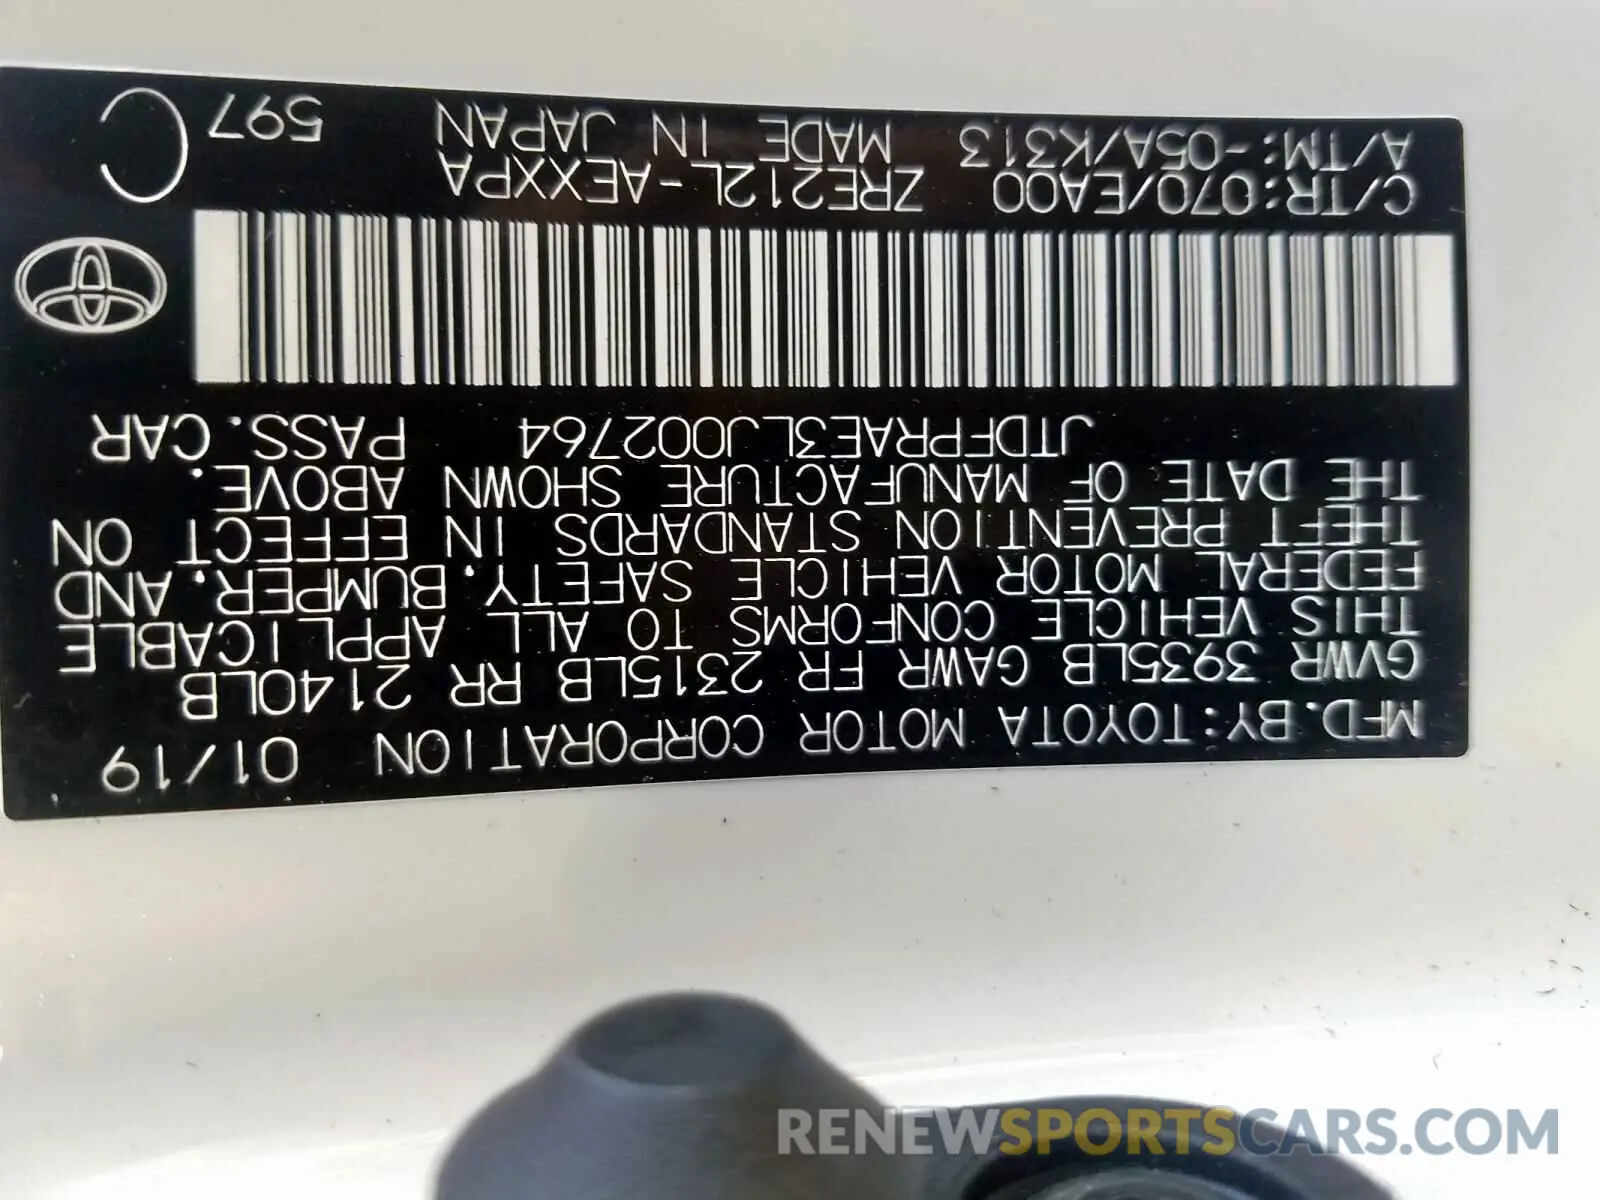 MFD.BY:TOYOTA MOTOR CORPORATION 01/19
GVWR 3935LB GAWR FR 2315LB RR 2140LB
THIS VEHICLE CONFORMS TO ALL APPLICABLE
FEDERAL MOTOR VEHICLE SAFETY.BUMPER.AND
THEFT PREVENTION STANDARDS IN EFFECT ON
THE DATE OF MANUFACTURE SHOWN ABOVE.
JTDFPRAE3LJ002764 PASS.CAR
C/TR:070/EA00 ZRE212L-AEXXPA
A/TM:-05A/K313 MADE IN JAPAN 597 C
RENEWSPORTSCARS.COM